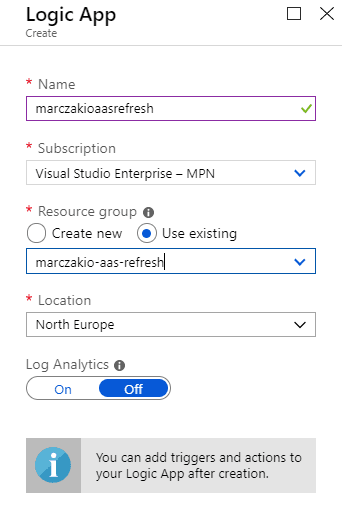 Logic App
Create
* Name
marczakioaasrefresh
* Subscription
Visual Studio Enterprise – MPN
* Resource group
Create new Use existing
marczakio-aas-refresh
* Location
North Europe
Log Analytics
On Off
You can add triggers and actions to
your Logic App after creation.